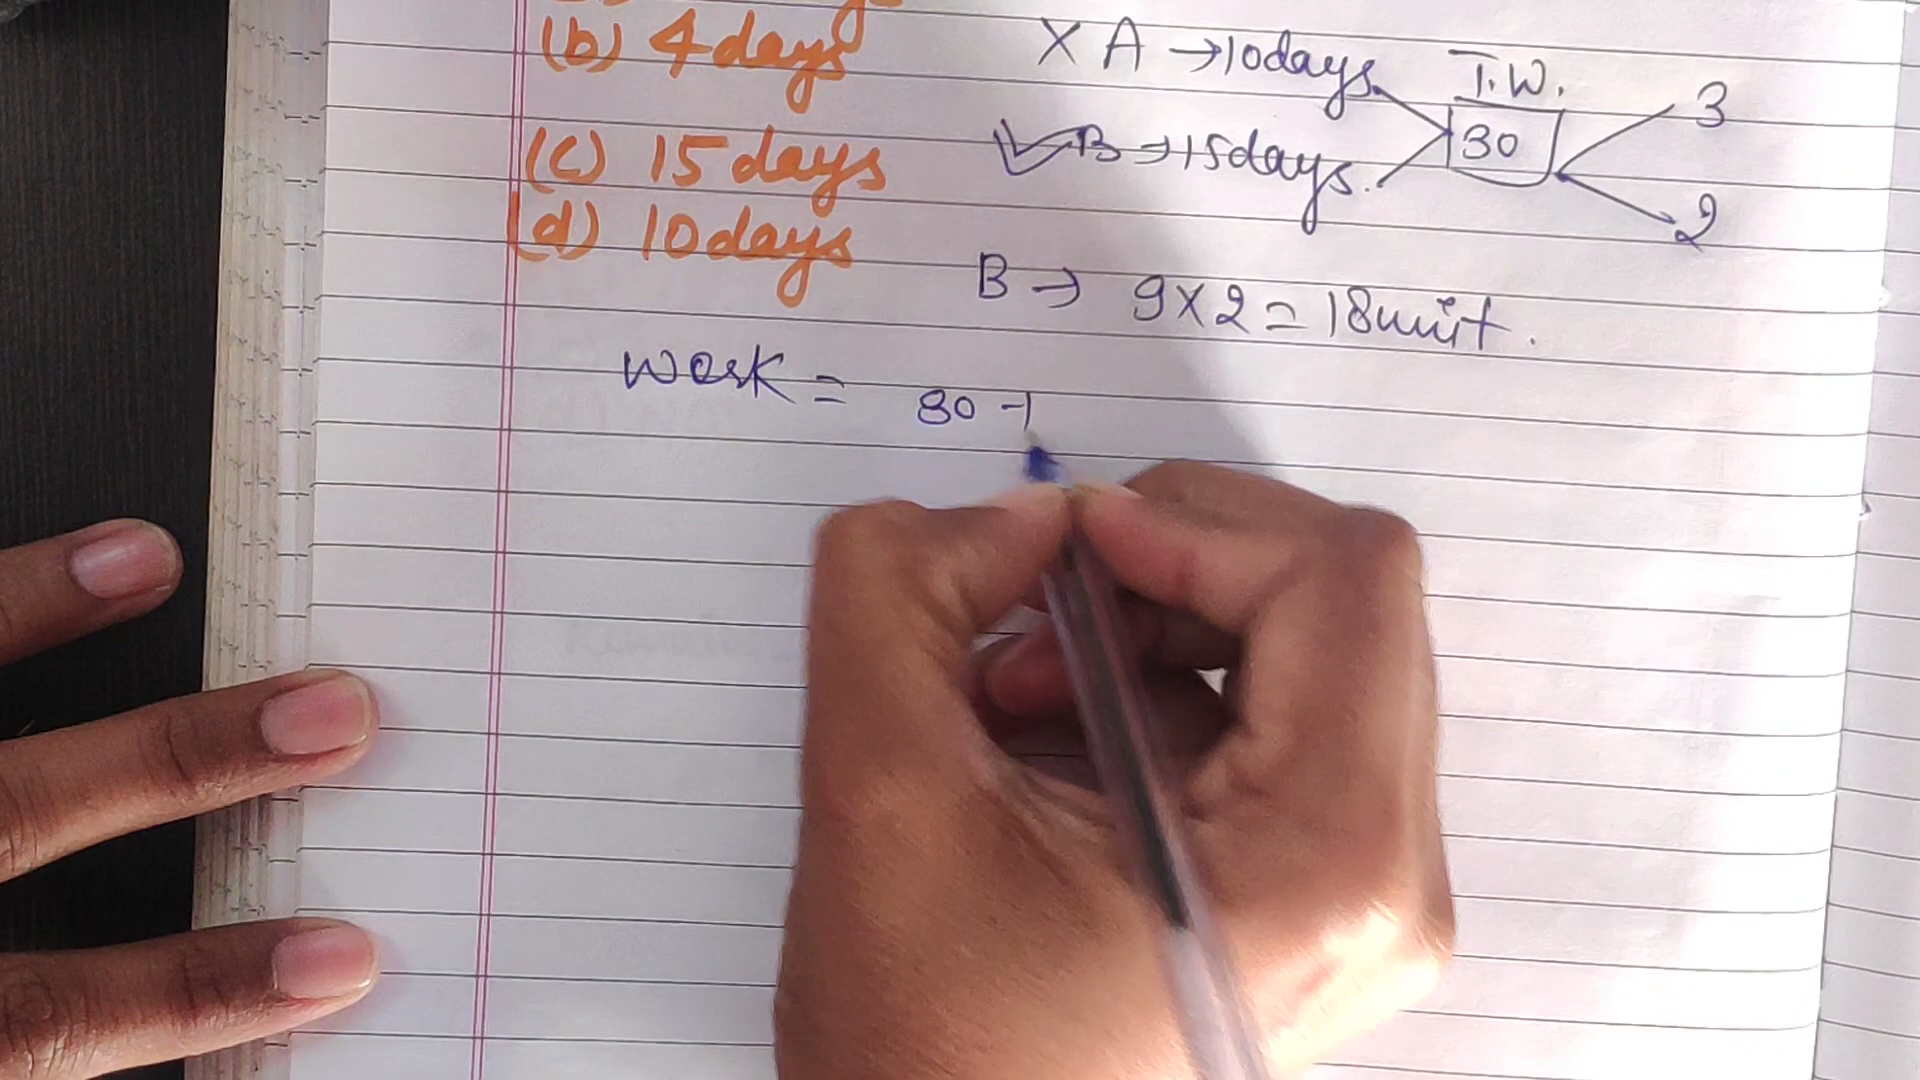 (b) 4 days
(c) 15 days
(d) 10 days
X A → 10 days.
B → 15 days.
T.W.
30
3
2
B → 9 X 2 = 18 unit.
Work = 30 - 1